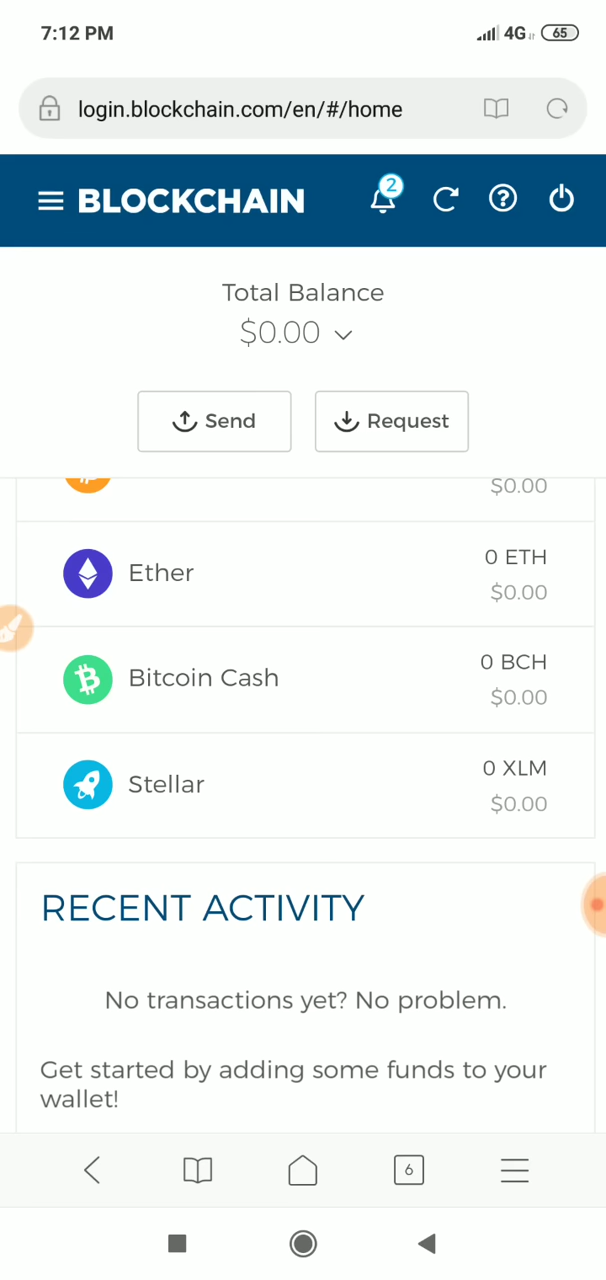 7:12 PM 4G 65
login.blockchain.com/en/#/home
BLOCKCHAIN 2
Total Balance
$0.00
Send Request
$0.00
Ether 0 ETH
$0.00
Bitcoin Cash 0 BCH
$0.00
Stellar 0 XLM
$0.00
RECENT ACTIVITY
No transactions yet? No problem.
Get started by adding some funds to your
wallet!
6